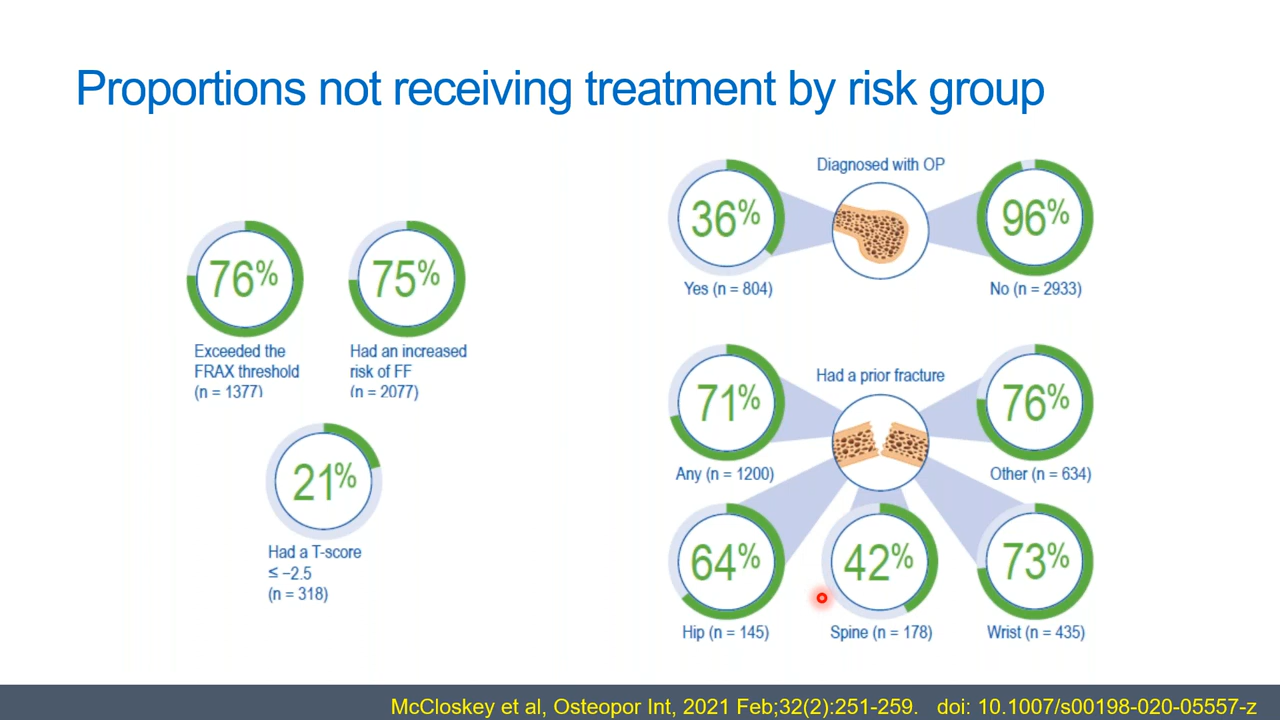 Proportions not receiving treatment by risk group
76%
Exceeded the
FRAX threshold
(n = 1377)
75%
Had an increased
risk of FF
(n = 2077)
21%
Had a T-score
≤ −2.5
(n = 318)
Diagnosed with OP
36%
Yes (n = 804)
96%
No (n = 2933)
Had a prior fracture
71%
Any (n = 1200)
76%
Other (n = 634)
64%
Hip (n = 145)
42%
Spine (n = 178)
73%
Wrist (n = 435)
McCloskey et al, Osteopor Int, 2021 Feb;32(2):251-259. doi: 10.1007/s00198-020-05557-z